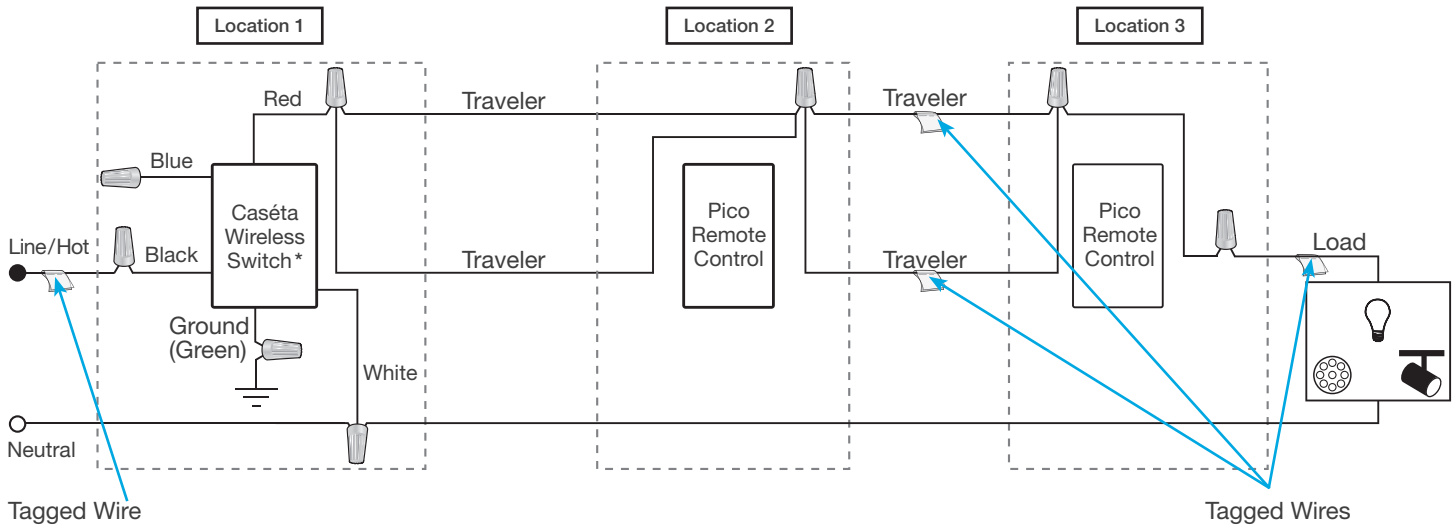 Location 1
Location 2
Location 3
Red
Traveler
Traveler
Blue
Caséta
Wireless
Switch*
Pico
Remote
Control
Pico
Remote
Control
Line/Hot
Black
Traveler
Traveler
Load
Ground
(Green)
White
Neutral
Tagged Wire
Tagged Wires